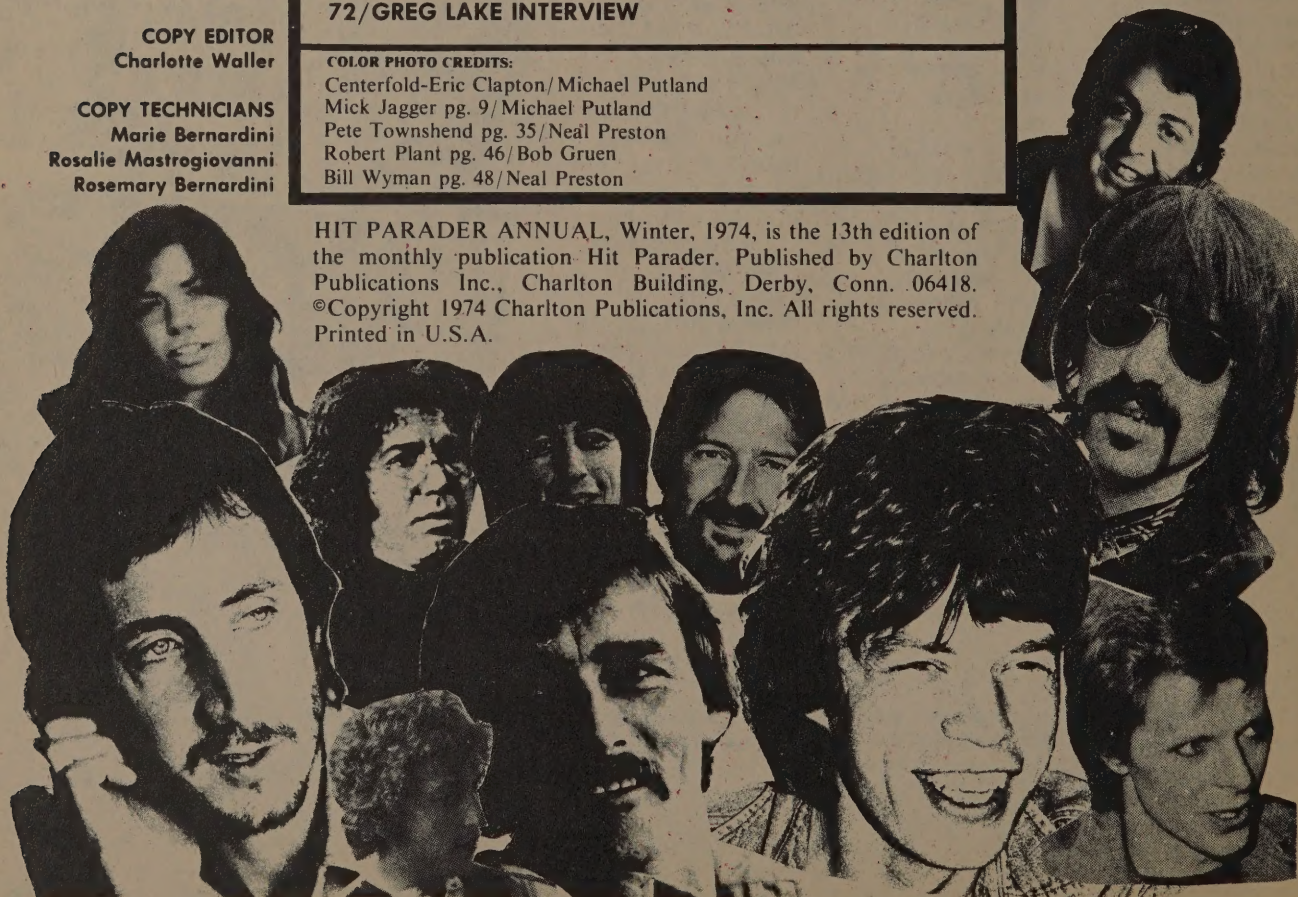 COPY EDITOR
Charlotte Waller
COPY TECHNICIANS
Marie Bernardini
Rosalie Mastrogiovanni
Rosemary Bernardini
72/GREG LAKE INTERVIEW
COLOR PHOTO CREDITS:
Centerfold-Eric Clapton/Michael Putland
Mick Jagger pg. 9/Michael Putland
Pete Townshend pg. 35/Neal Preston
Robert Plant pg. 46/Bob Gruen
Bill Wyman pg. 48/Neal Preston
HIT PARADER ANNUAL, Winter, 1974, is the 13th edition of
the monthly publication Hit Parader. Published by Charlton
Publications Inc., Charlton Building, Derby, Conn. 06418.
©Copyright 1974 Charlton Publications, Inc. All rights reserved.
Printed in U.S.A.